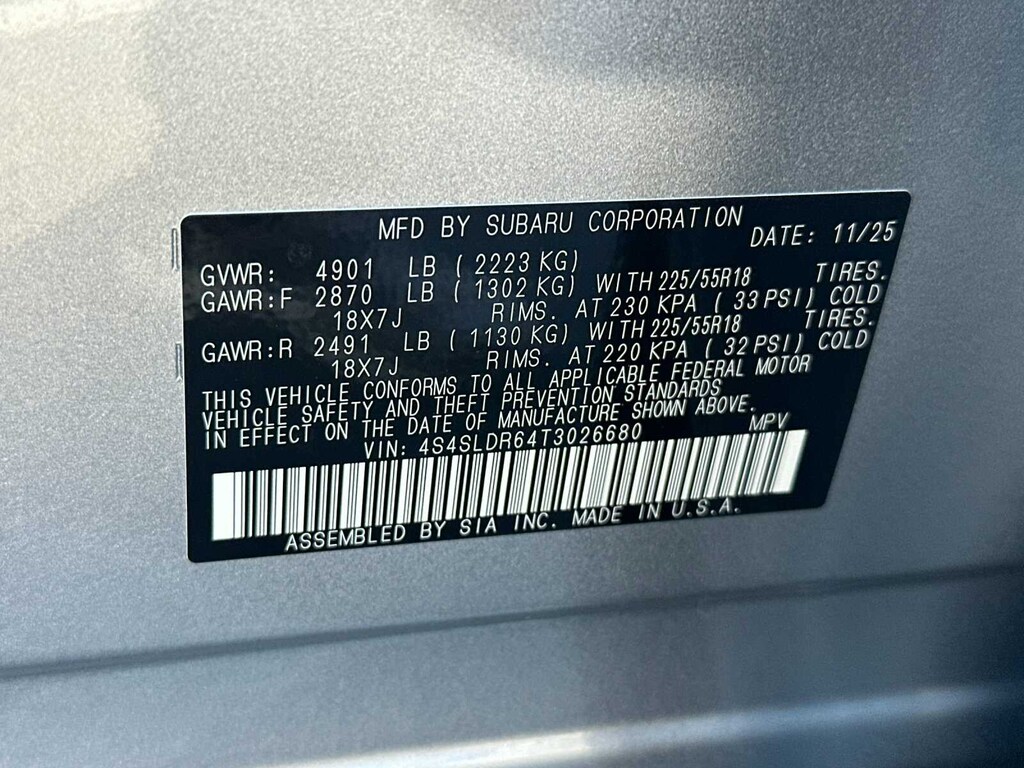 MFD BY SUBARU CORPORATION DATE: 11/25
GVWR: 4901 LB ( 2223 KG)
GAWR:F 2870 LB ( 1302 KG) WITH 225/55R18 TIRES.
18X7J RIMS. AT 230 KPA ( 33 PSI) COLD
GAWR:R 2491 LB ( 1130 KG) WITH 225/55R18 TIRES.
18X7J RIMS. AT 220 KPA ( 32 PSI) COLD
THIS VEHICLE CONFORMS TO ALL APPLICABLE FEDERAL MOTOR
VEHICLE SAFETY AND THEFT PREVENTION STANDARDS
IN EFFECT ON THE DATE OF MANUFACTURE SHOWN ABOVE.
VIN: 4S4SLDR64T3026680 MPV
ASSEMBLED BY SIA INC. MADE IN U.S.A.